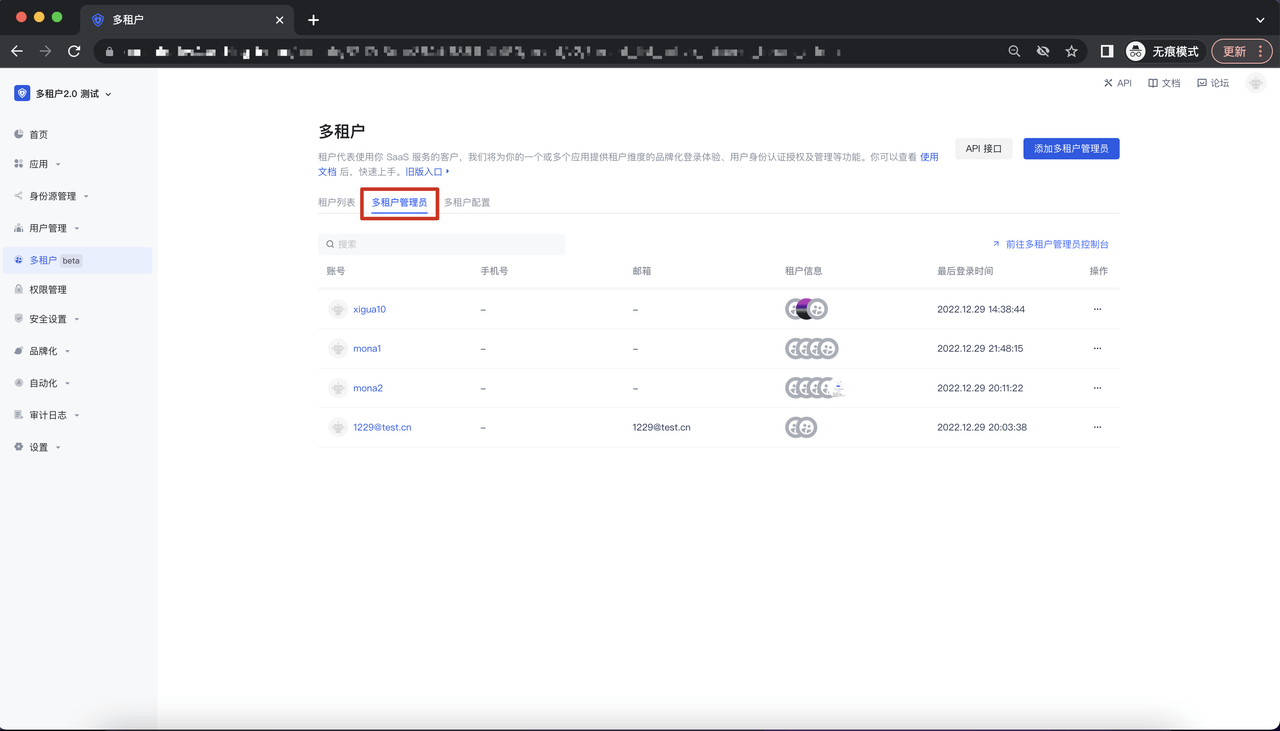 多租户
无痕模式
更新
多租户2.0 测试
API
文档
论坛
首页
应用
身份源管理
用户管理
多租户 beta
权限管理
安全设置
品牌化
自动化
审计日志
设置
多租户
租户代表使用你 SaaS 服务的客户，我们将为你的一个或多个应用提供租户维度的品牌化登录体验、用户身份认证授权及管理等功能。你可以查看 使用
文档 后，快速上手。旧版入口
API 接口
添加多租户管理员
租户列表 多租户管理员 多租户配置
搜索
前往多租户管理员控制台
账号 手机号 邮箱 租户信息 最后登录时间 操作
xigua10 – – 2022.12.29 14:38:44 ···
mona1 – – 2022.12.29 21:48:15 ···
mona2 – – 2022.12.29 20:11:22 ···
1229@test.cn – 1229@test.cn 2022.12.29 20:03:38 ···